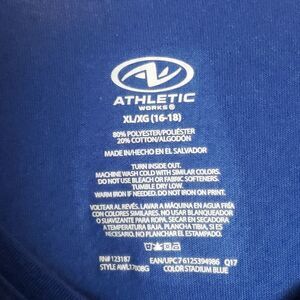 ATHLETIC
WORKS®
XL/XG (16-18)
80% POLYESTER/POLIÉSTER
20% COTTON/ALGODÓN
MADE IN/HECHO EN EL SALVADOR
TURN INSIDE OUT.
MACHINE WASH COLD WITH SIMILAR COLORS.
DO NOT USE BLEACH OR FABRIC SOFTENERS.
TUMBLE DRY LOW.
WARM IRON IF NEEDED. DO NOT IRON ON PRINT.
VOLTEAR AL REVÉS. LAVAR A MÁQUINA EN AGUA FRÍA
CON COLORES SIMILARES. NO USAR BLANQUEADOR
O SUAVIZANTE PARA ROPA. SECAR EN SECADORA
A TEMPERATURA BAJA. PLANCHA TIBIA, SI ES
NECESARIO. NO PLANCHAR EL ESTAMPADO.
RN# 123187 EAN/UPC 7 6125394986 Q17
STYLE COLOR STADIUM BLUE